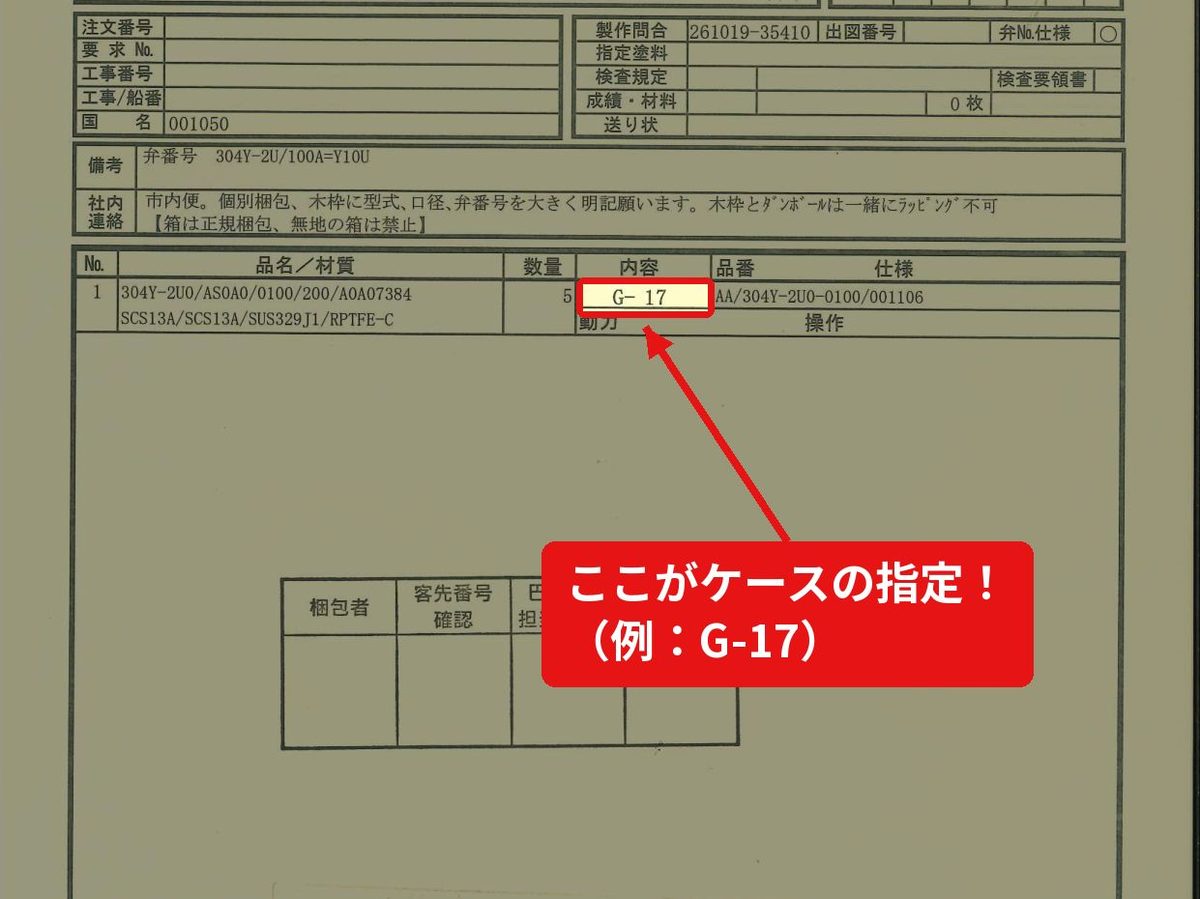 注文番号
要求 No.
工事番号
工事/船番
国名 001050
製作問合 261019-35410 出図番号 弁No.仕様 ○
指定塗料
検査規定 検査要領書
成績・材料 0 枚
送り状
備考 弁番号 304Y-2U/100A=Y10U
社内連絡 市内便。個別梱包、木枠に型式、口径、弁番号を大きく明記願います。木枠とﾀﾞﾝﾎﾞｰﾙは一緒にﾗｯﾋﾟﾝｸﾞ不可
【箱は正規梱包、無地の箱は禁止】
No. 品名／材質 数量 内容 品番 仕様
1 304Y-2U0/AS0A0/0100/200/A0A07384 5 G- 17 AA/304Y-2U0-0100/001106
SCS13A/SCS13A/SUS329J1/RPTFE-C 動力 操作
ここがケースの指定！
（例：G-17）
梱包者 客先番号
確認